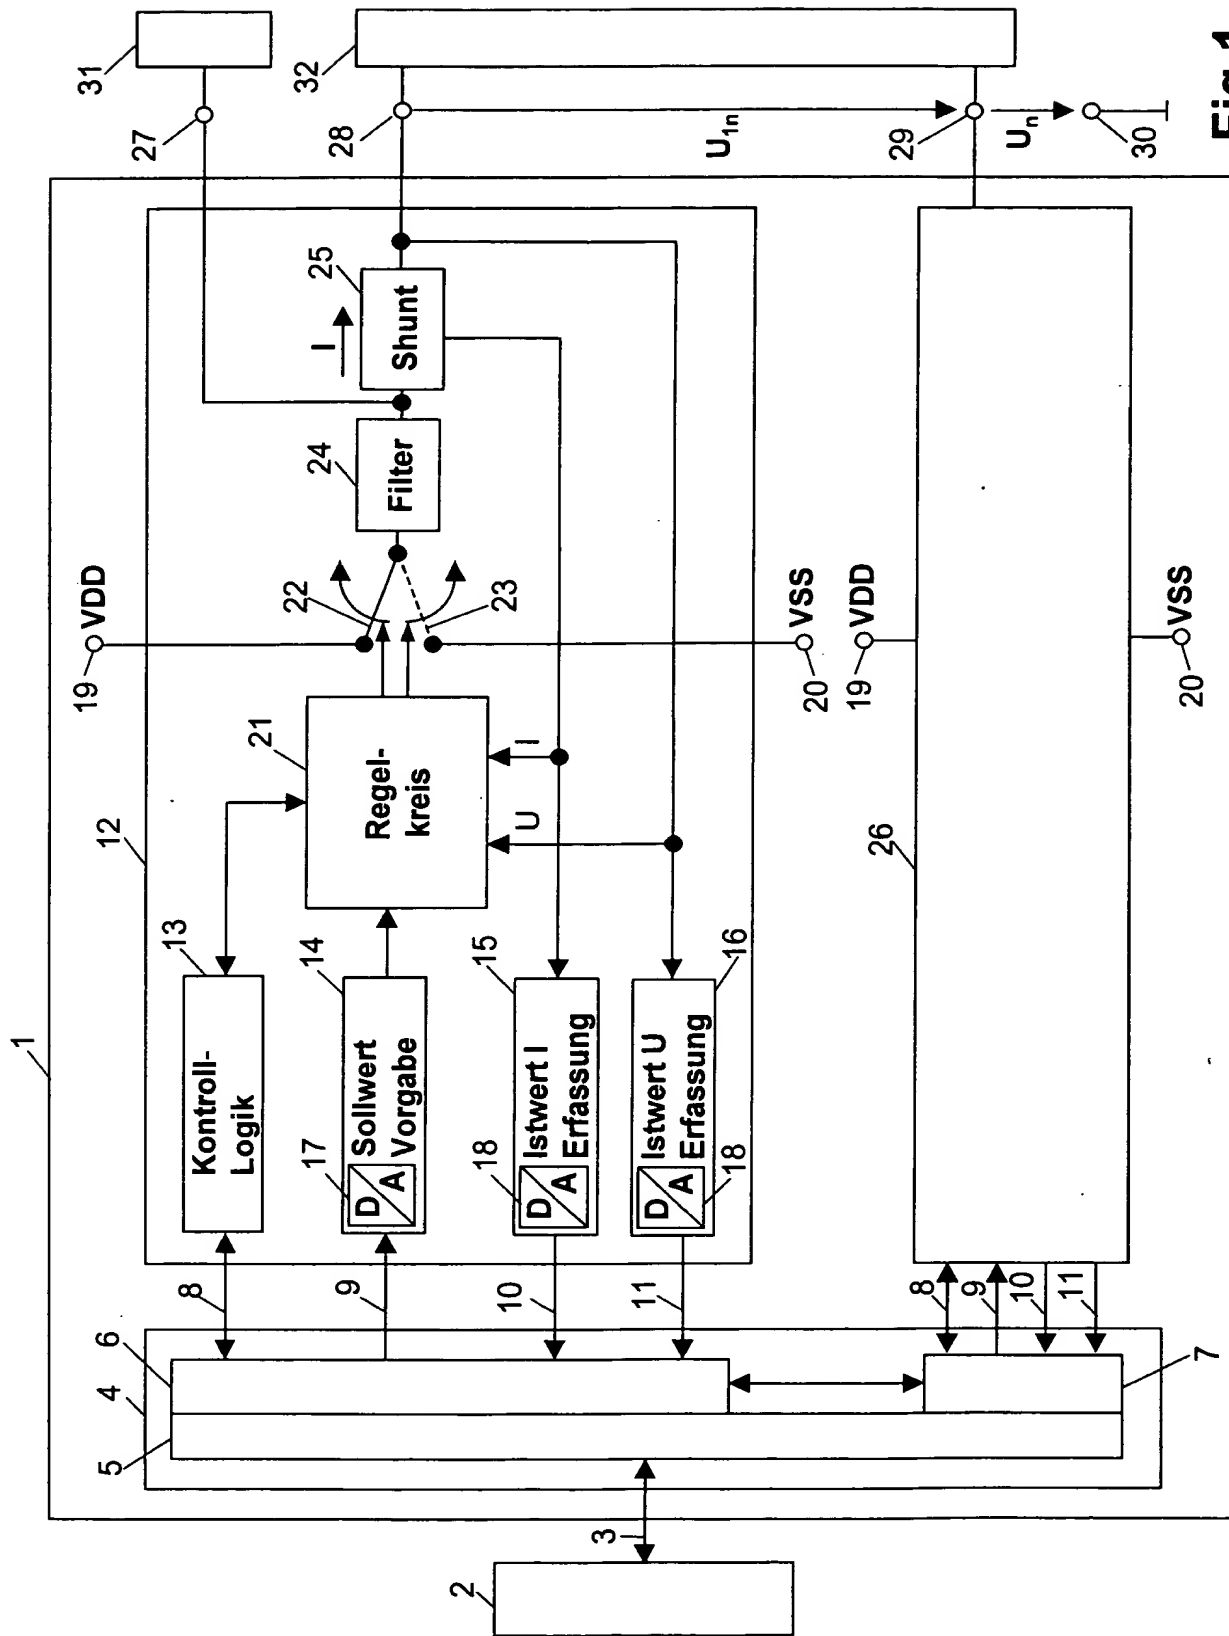 1
19 VDD
5
4
6
12
31
27
13
8
Kontroll-
Logik
21
22
24
25
32
28
14
17
D
A
Sollwert
Vorgabe
9
Regel-
kreis
Filter
Shunt
I
23
2
3
15
18
D
A
Istwert I
Erfassung
10
U
I
16
D
A
18
Istwert U
Erfassung
11
20 VSS
U1n
19 VDD
26
29
8
9
10
11
Un
30
7
20 VSS
Fig.1